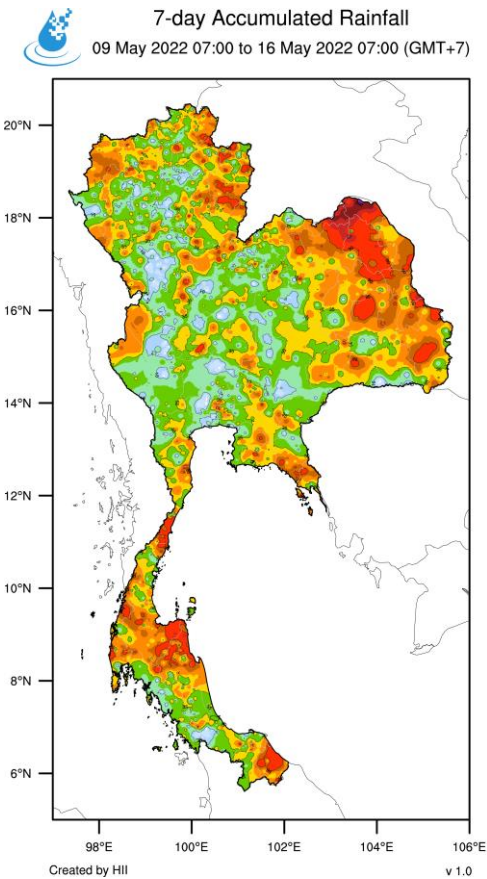 7-day Accumulated Rainfall
09 May 2022 07:00 to 16 May 2022 07:00 (GMT+7)
20°N
18°N
16°N
14°N
12°N
10°N
8°N
6°N
98°E 100°E 102°E 104°E 106°E
Created by HII v 1.0